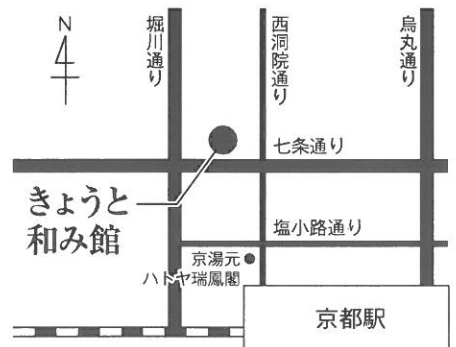 N
堀川通り
西洞院通り
烏丸通り
七条通り
きょうと
和み館
塩小路通り
京湯元
ハトヤ瑞鳳閣
京都駅